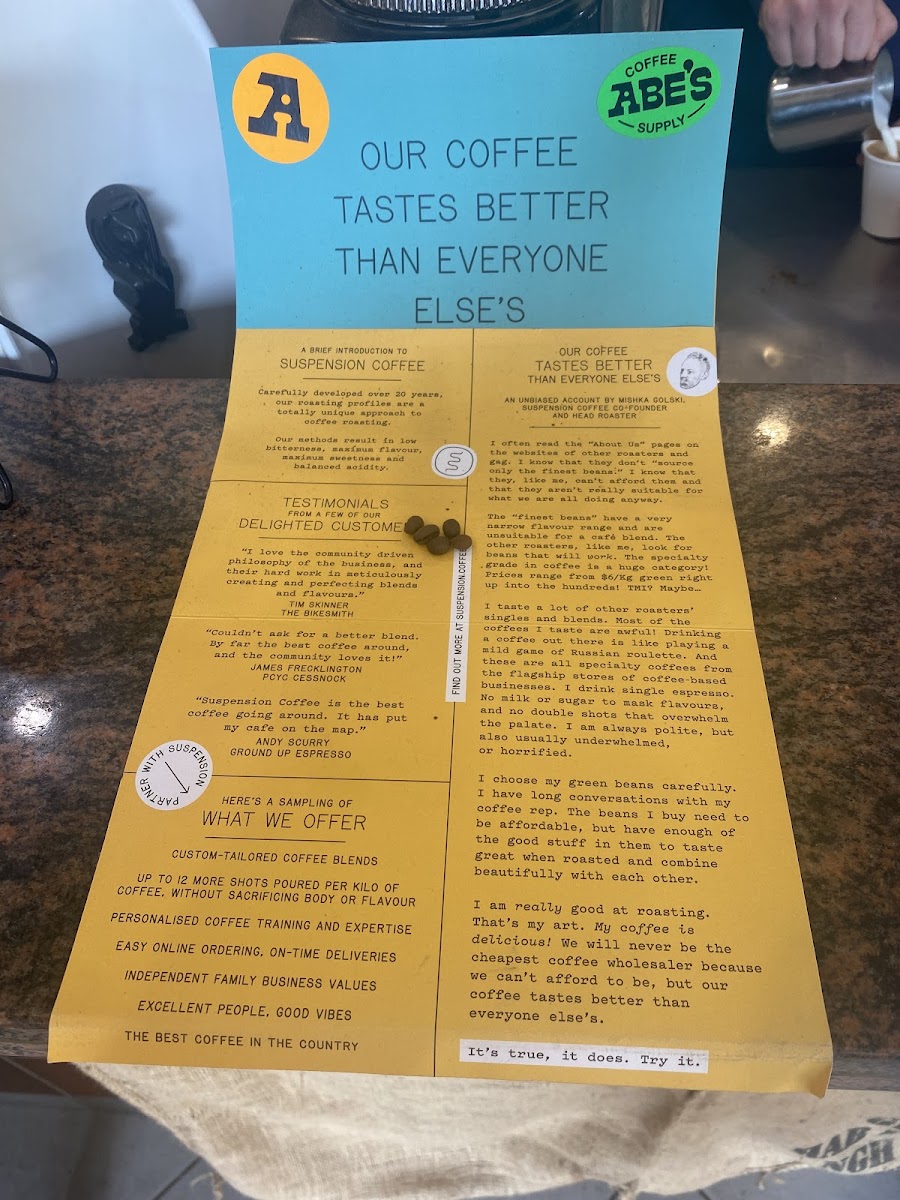 A
COFFEE
ABE'S
SUPPLY
OUR COFFEE
TASTES BETTER
THAN EVERYONE
ELSE'S
A BRIEF INTRODUCTION TO
SUSPENSION COFFEE
Carefully developed over 20 years,
our roasting profiles are a
totally unique approach to
coffee roasting.
Our methods result in low
bitterness, maximum flavour,
maximum sweetness and
balanced acidity.
TESTIMONIALS
FROM A FEW OF OUR
DELIGHTED CUSTOME
"I love the community driven
philosophy of the business, and
their hard work in meticulously
creating and perfecting blends
and flavours."
TIM SKINNER
THE BIKESMITH
"Couldn't ask for a better blend.
By far the best coffee around,
and the community loves it!"
JAMES FRECKLINGTON
PCYC CESSNOCK
"Suspension Coffee is the best
coffee going around. It has put
my cafe on the map."
ANDY SCURRY
GROUND UP ESPRESSO
PARTNER WITH SUSPENSION
HERE'S A SAMPLING OF
WHAT WE OFFER
CUSTOM-TAILORED COFFEE BLENDS
UP TO 12 MORE SHOTS POURED PER KILO OF
COFFEE, WITHOUT SACRIFICING BODY OR FLAVOUR
PERSONALISED COFFEE TRAINING AND EXPERTISE
EASY ONLINE ORDERING, ON-TIME DELIVERIES
INDEPENDENT FAMILY BUSINESS VALUES
EXCELLENT PEOPLE, GOOD VIBES
THE BEST COFFEE IN THE COUNTRY
FIND OUT MORE AT SUSPENSION.COFFEE
OUR COFFEE
TASTES BETTER
THAN EVERYONE ELSE'S
AN UNBIASED ACCOUNT BY MISHKA GOLSKI,
SUSPENSION COFFEE CO-FOUNDER
AND HEAD ROASTER
I often read the "About Us" pages on
the websites of other roasters and
gag. I know that they don't "source
only the finest beans." I know that
they, like me, can't afford them and
that they aren't really suitable for
what we are all doing anyway.
The "finest beans" have a very
narrow flavour range and are
unsuitable for a café blend. The
other roasters, like me, look for
beans that will work. The specialty
grade in coffee is a huge category!
Prices range from $6/Kg green right
up into the hundreds! TMI? Maybe…
I taste a lot of other roasters'
singles and blends. Most of the
coffees I taste are awful! Drinking
a coffee out there is like playing a
mild game of Russian roulette. And
these are all specialty coffees from
the flagship stores of coffee-based
businesses. I drink single espresso.
No milk or sugar to mask flavours,
and no double shots that overwhelm
the palate. I am always polite, but
also usually underwhelmed,
or horrified.
I choose my green beans carefully.
I have long conversations with my
coffee rep. The beans I buy need to
be affordable, but have enough of
the good stuff in them to taste
great when roasted and combine
beautifully with each other.
I am really good at roasting.
That's my art. My coffee is
delicious! We will never be the
cheapest coffee wholesaler because
we can't afford to be, but our
coffee tastes better than
everyone else's.
It's true, it does. Try it.